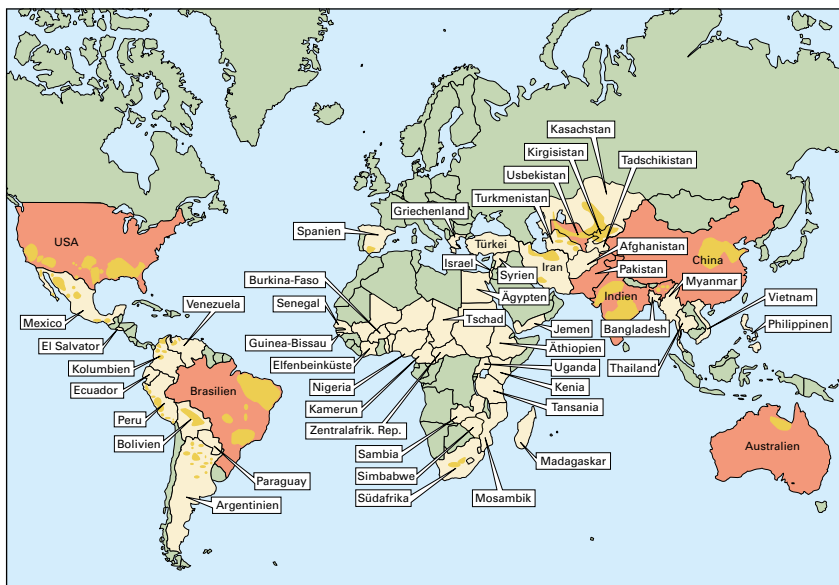 Kasachstan
Kirgisistan
Tadschikistan
Usbekistan
Turkmenistan
Griechenland
Spanien
USA
Türkei
Afghanistan
China
Israel
Iran
Syrien
Pakistan
Burkina-Faso
Myanmar
Venezuela
Ägypten
Indien
Senegal
Vietnam
Mexico
Tschad
Jemen
Bangladesh
Philippinen
El Salvator
Guinea-Bissau
Äthiopien
Kolumbien
Elfenbeinküste
Uganda
Thailand
Ecuador
Brasilien
Nigeria
Kenia
Peru
Kamerun
Tansania
Bolivien
Zentralafrik. Rep.
Australien
Sambia
Madagaskar
Paraguay
Simbabwe
Argentinien
Südafrika
Mosambik